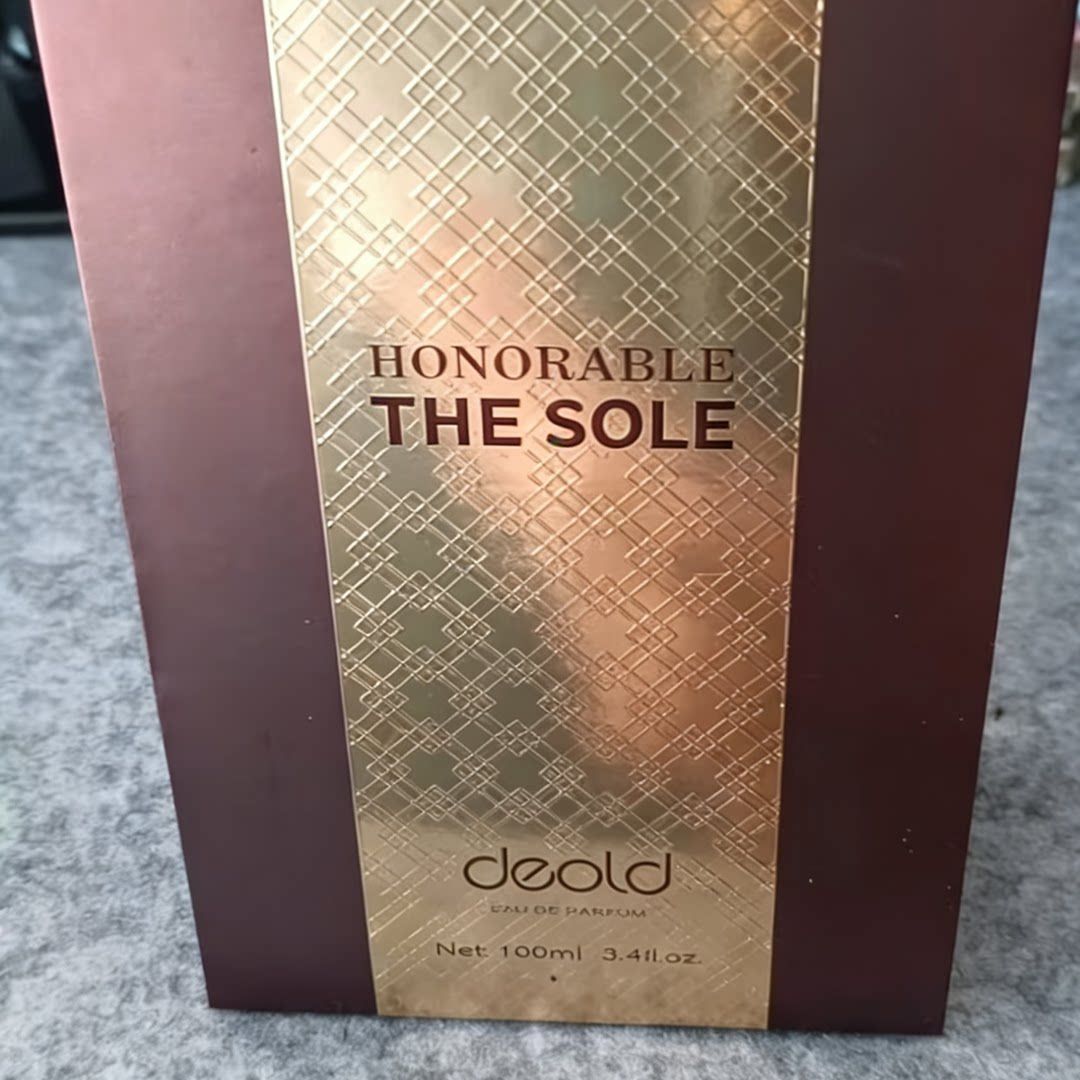 HONORABLE
THE SOLE
deold
EAU DE PARFUM
Net: 100ml 3.4fl.oz.